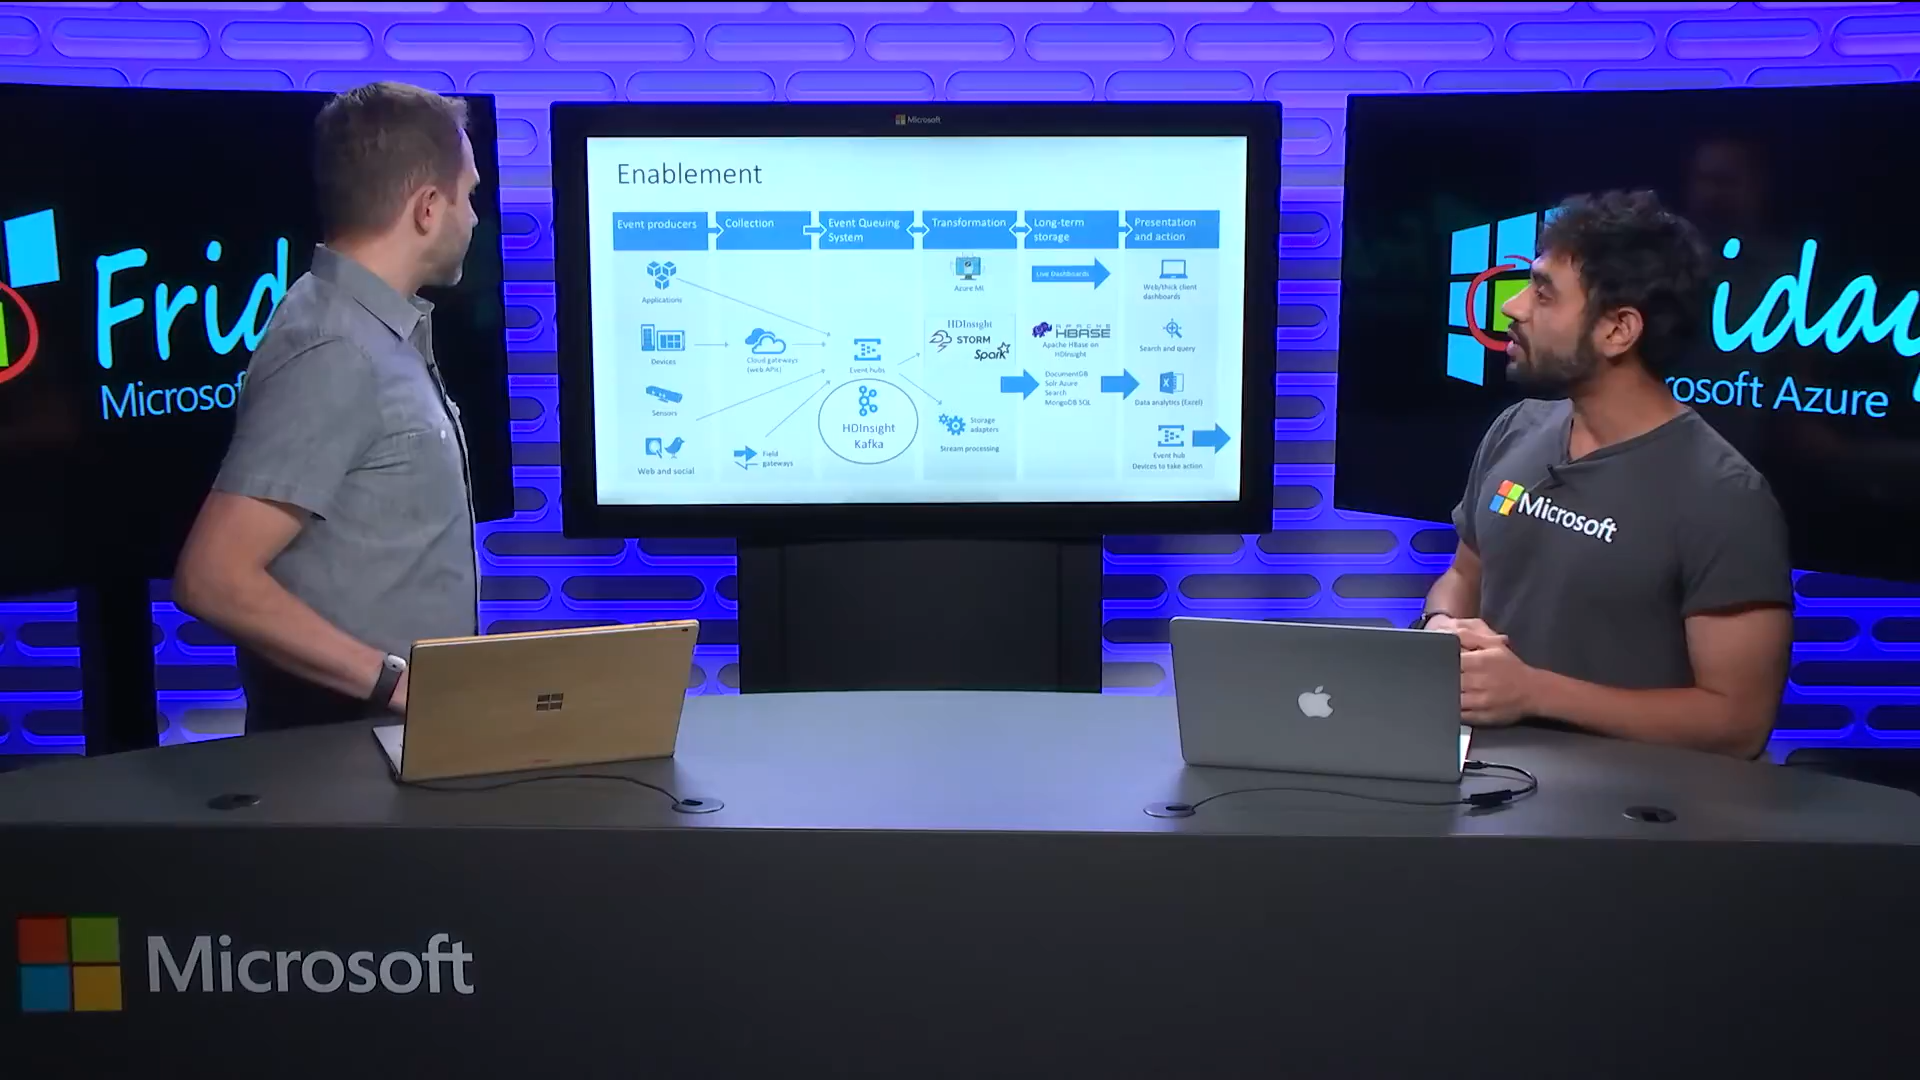 Microsoft
Frid
Microsof
Enablement
Event producers
Collection
Event Queuing
System
Transformation
Long-term
storage
Presentation
and action
Applications
Devices
Sensors
Web and social
Cloud gateways
(web APIs)
Field
gateways
Event hubs
HDInsight
Kafka
Azure ML
HDInsight
STORM
Spark
Storage
adapters
Stream processing
Live Dashboards
APACHE
HBASE
Apache HBase on
HDInsight
DocumentDB
Solr Azure
Search
MongoDB SQL
Web/thick client
dashboards
Search and query
Data analytics (Excel)
Event hub
Devices to take action
iday
rosoft Azure
Microsoft
Microsoft